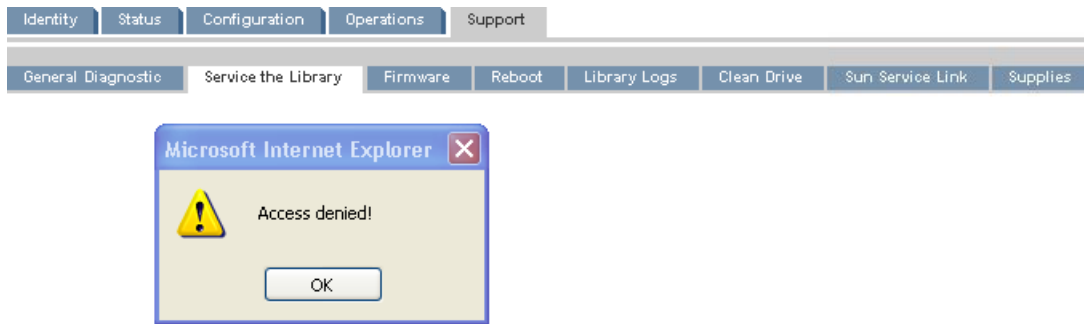 Identity Status Configuration Operations Support
General Diagnostic Service the Library Firmware Reboot Library Logs Clean Drive Sun Service Link Supplies
Microsoft Internet Explorer
Access denied!
OK